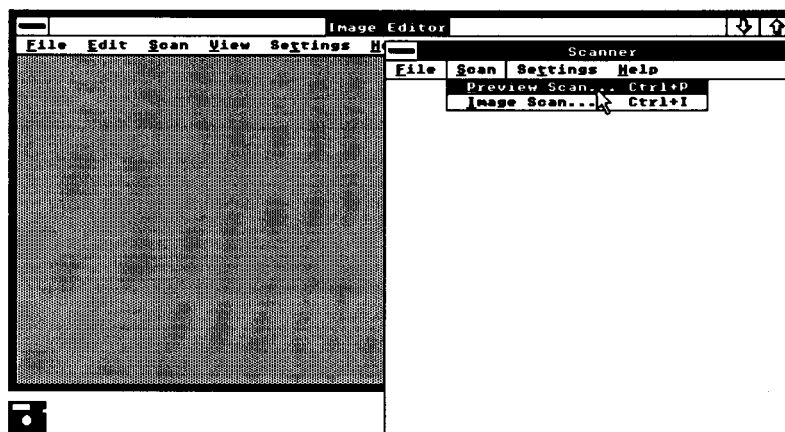 Image Editor
File Edit Scan View Settings
Scanner
File Scan Settings Help
Preview Scan... Ctrl+P
Image Scan... Ctrl+I